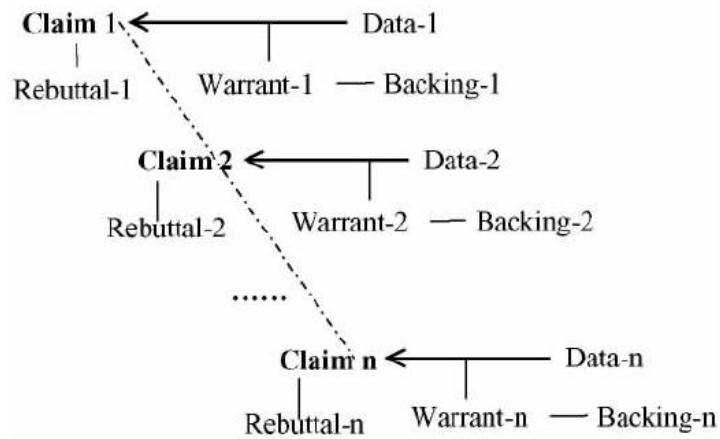 Claim 1 Data-1
Rebuttal-1 Warrant-1 Backing-1
Claim 2 Data-2
Rebuttal-2 Warrant-2 Backing-2
......
Claim n Data-n
Rebuttal-n Warrant-n Backing-n